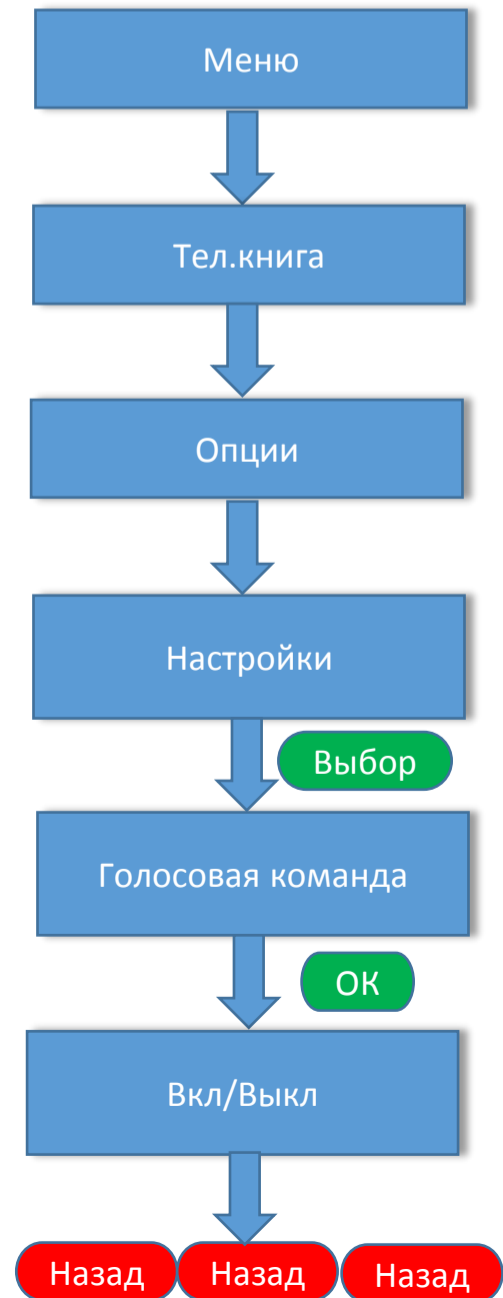 Меню
Тел.книга
Опции
Настройки
Выбор
Голосовая команда
ОК
Вкл/Выкл
Назад Назад Назад